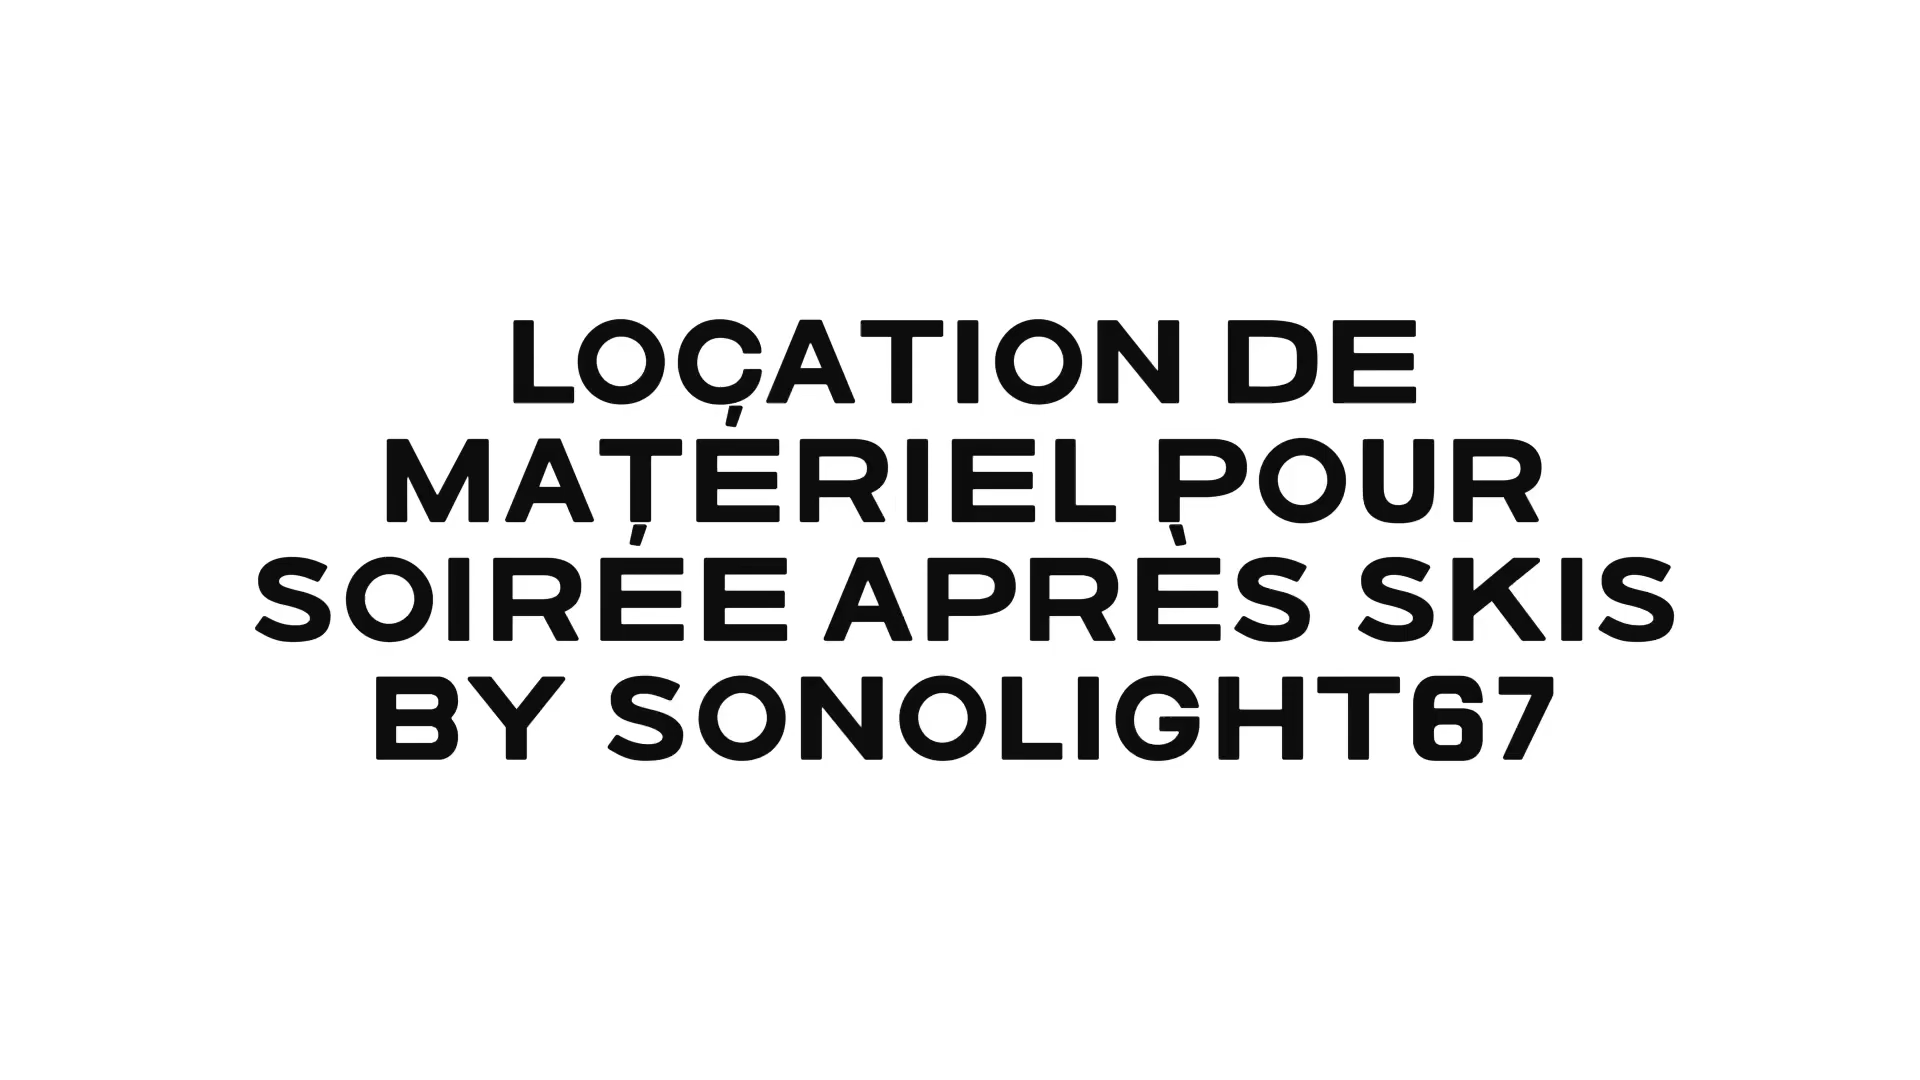 LOCATION DE
MATÉRIEL POUR
SOIRÉE APRÈS SKIS
BY SONOLIGHT67